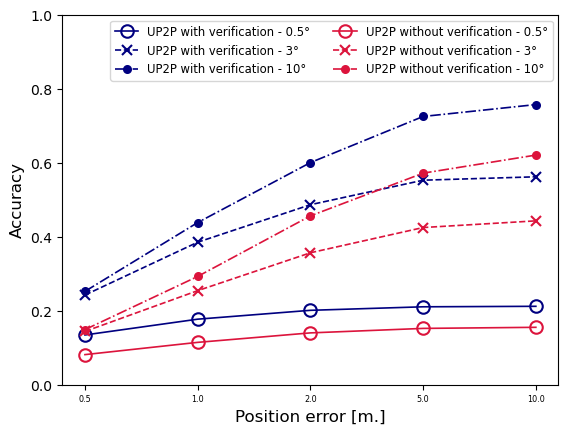 1.0
0.8
0.6
0.4
0.2
0.0
Accuracy
UP2P with verification - 0.5°
UP2P with verification - 3°
UP2P with verification - 10°
UP2P without verification - 0.5°
UP2P without verification - 3°
UP2P without verification - 10°
0.5 1.0 2.0 5.0 10.0
Position error [m.]